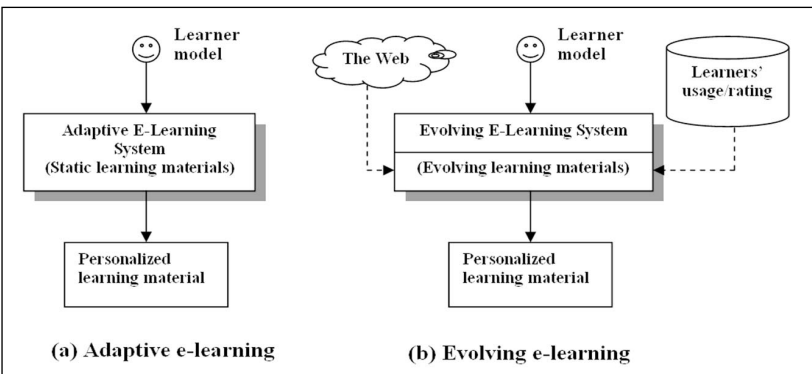 Learner
model
Adaptive E-Learning
System
(Static learning materials)
Personalized
learning material
(a) Adaptive e-learning
The Web
Learner
model
Learners'
usage/rating
Evolving E-Learning System
(Evolving learning materials)
Personalized
learning material
(b) Evolving e-learning